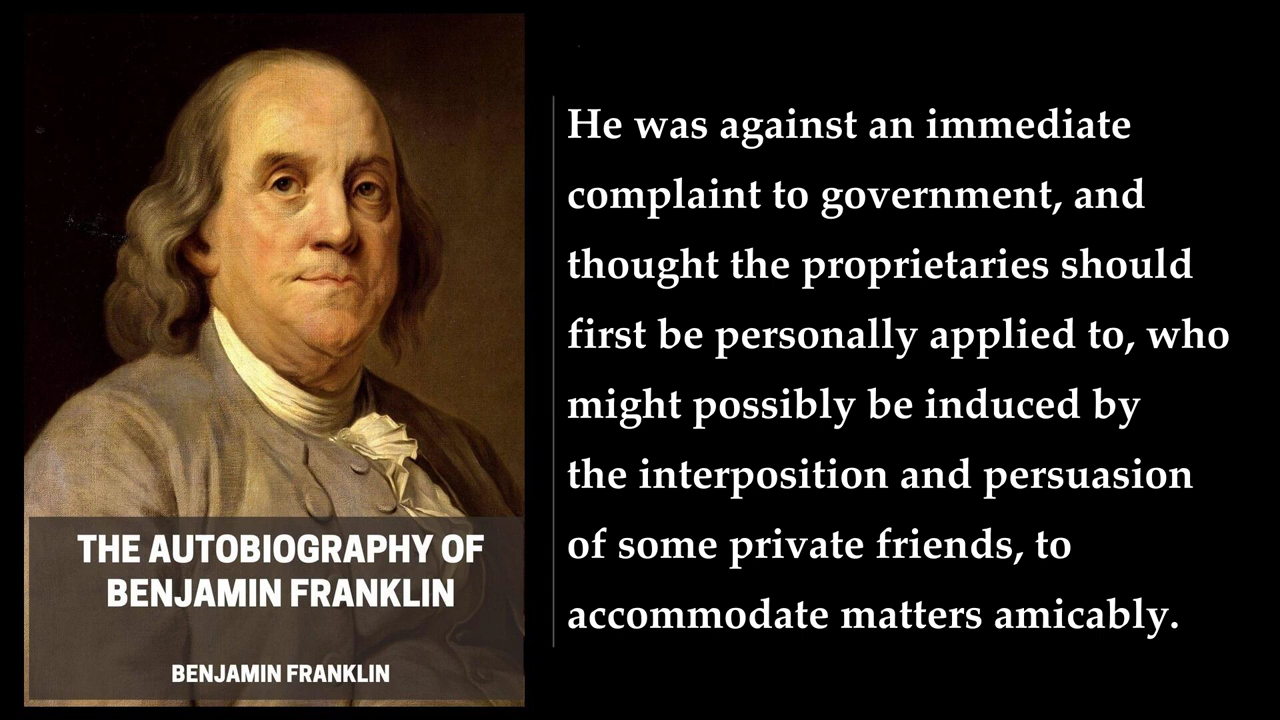 THE AUTOBIOGRAPHY OF
BENJAMIN FRANKLIN
BENJAMIN FRANKLIN
He was against an immediate
complaint to government, and
thought the proprietaries should
first be personally applied to, who
might possibly be induced by
the interposition and persuasion
of some private friends, to
accommodate matters amicably.